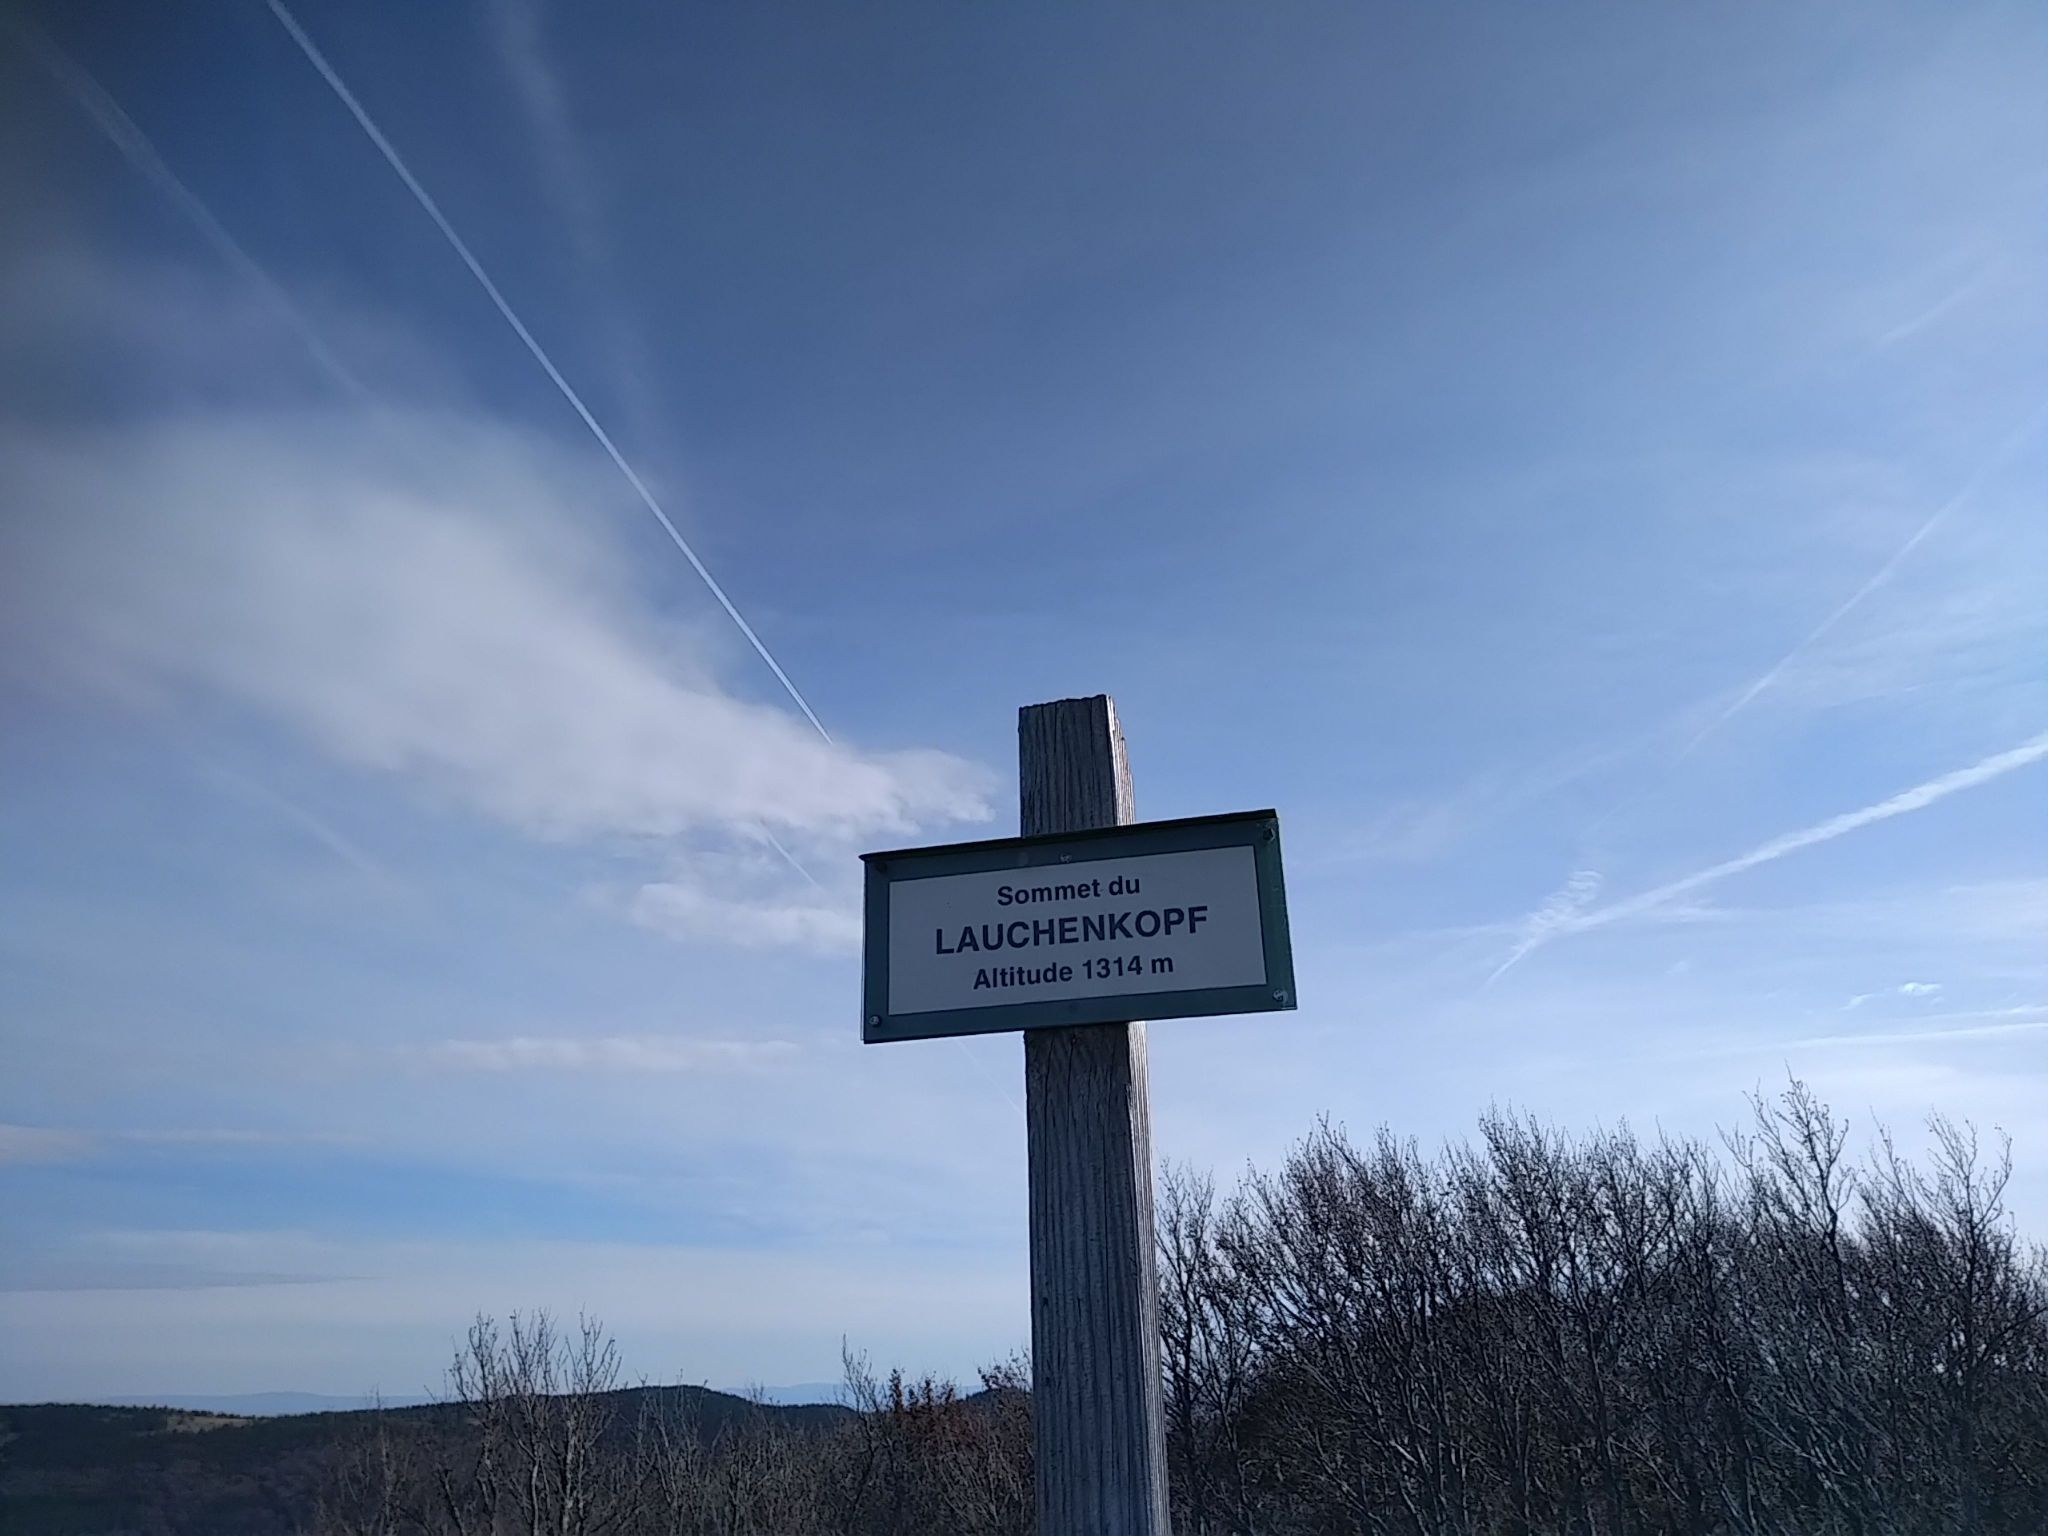 Sommet du
LAUCHENKOPF
Altitude 1314 m